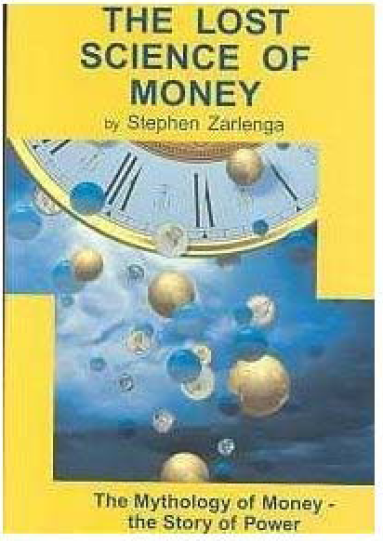 THE LOST
SCIENCE OF
MONEY
by Stephen Zarlenga
The Mythology of Money -
the Story of Power